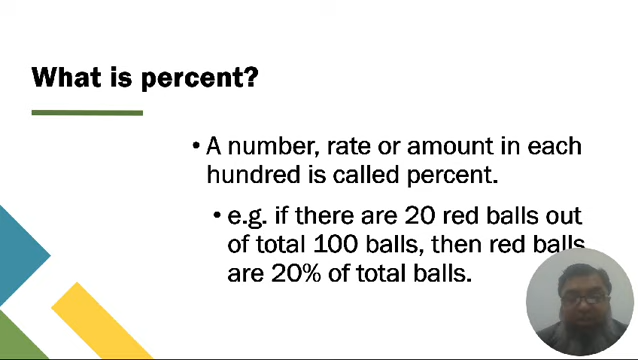 What is percent?
• A number, rate or amount in each
hundred is called percent.
• e.g. if there are 20 red balls out
of total 100 balls, then red balls
are 20% of total balls.